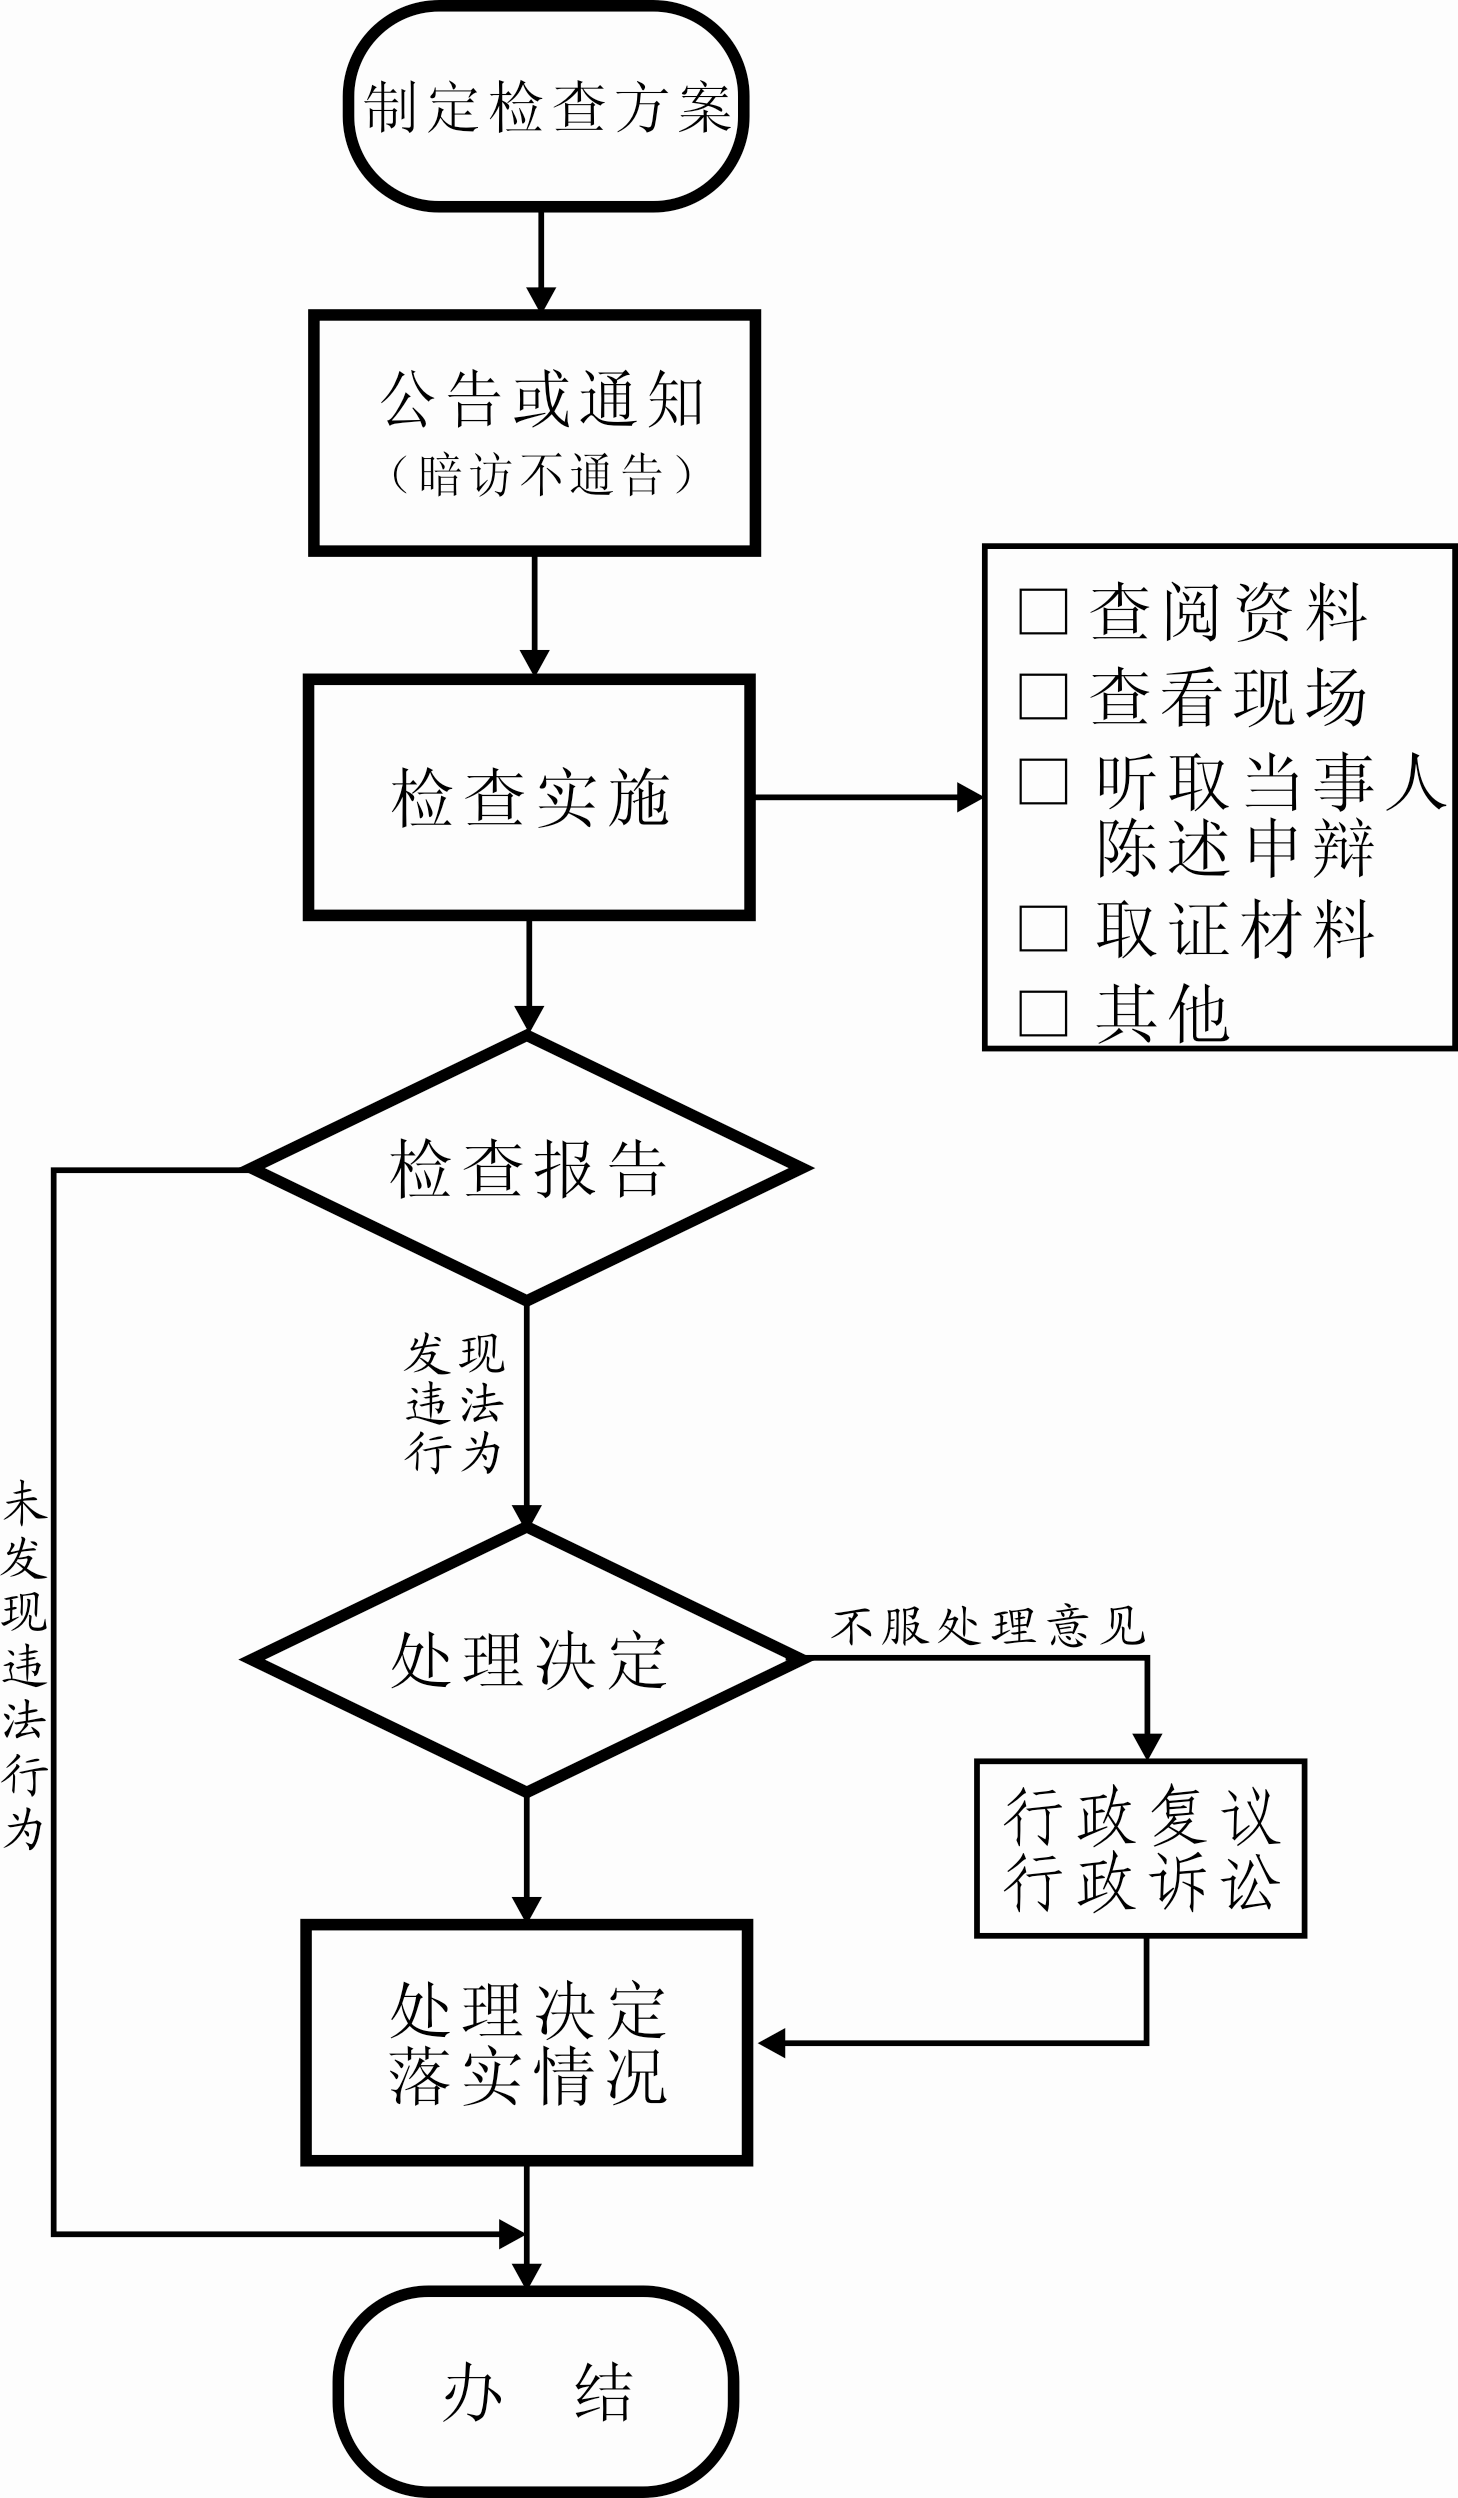 制定检查方案
公告或通知
（暗访不通告）
检查实施
□ 查阅资料
□ 查看现场
□ 听取当事人
陈述申辩
□ 取证材料
□ 其他
检查报告
发现
违法
行为
未发现违法行为
处理决定
不服处理意见
行政复议
行政诉讼
处理决定
落实情况
办 结